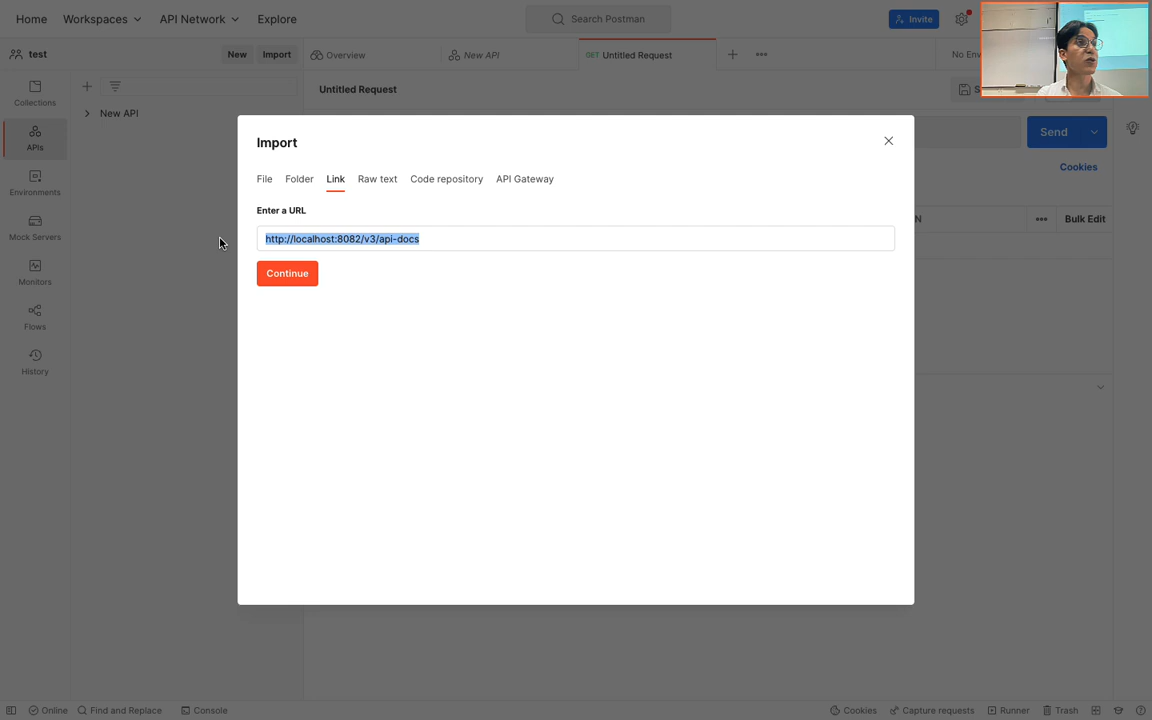 Home Workspaces API Network Explore Search Postman Invite
test New Import Overview New API GET Untitled Request No Env
Collections
APIs
Environments
Mock Servers
Monitors
Flows
History
New API
Untitled Request
Send
Cookies
Bulk Edit
Import
File Folder Link Raw text Code repository API Gateway
Enter a URL
http://localhost:8082/v3/api-docs
Continue
Online Find and Replace Console Cookies Capture requests Runner Trash